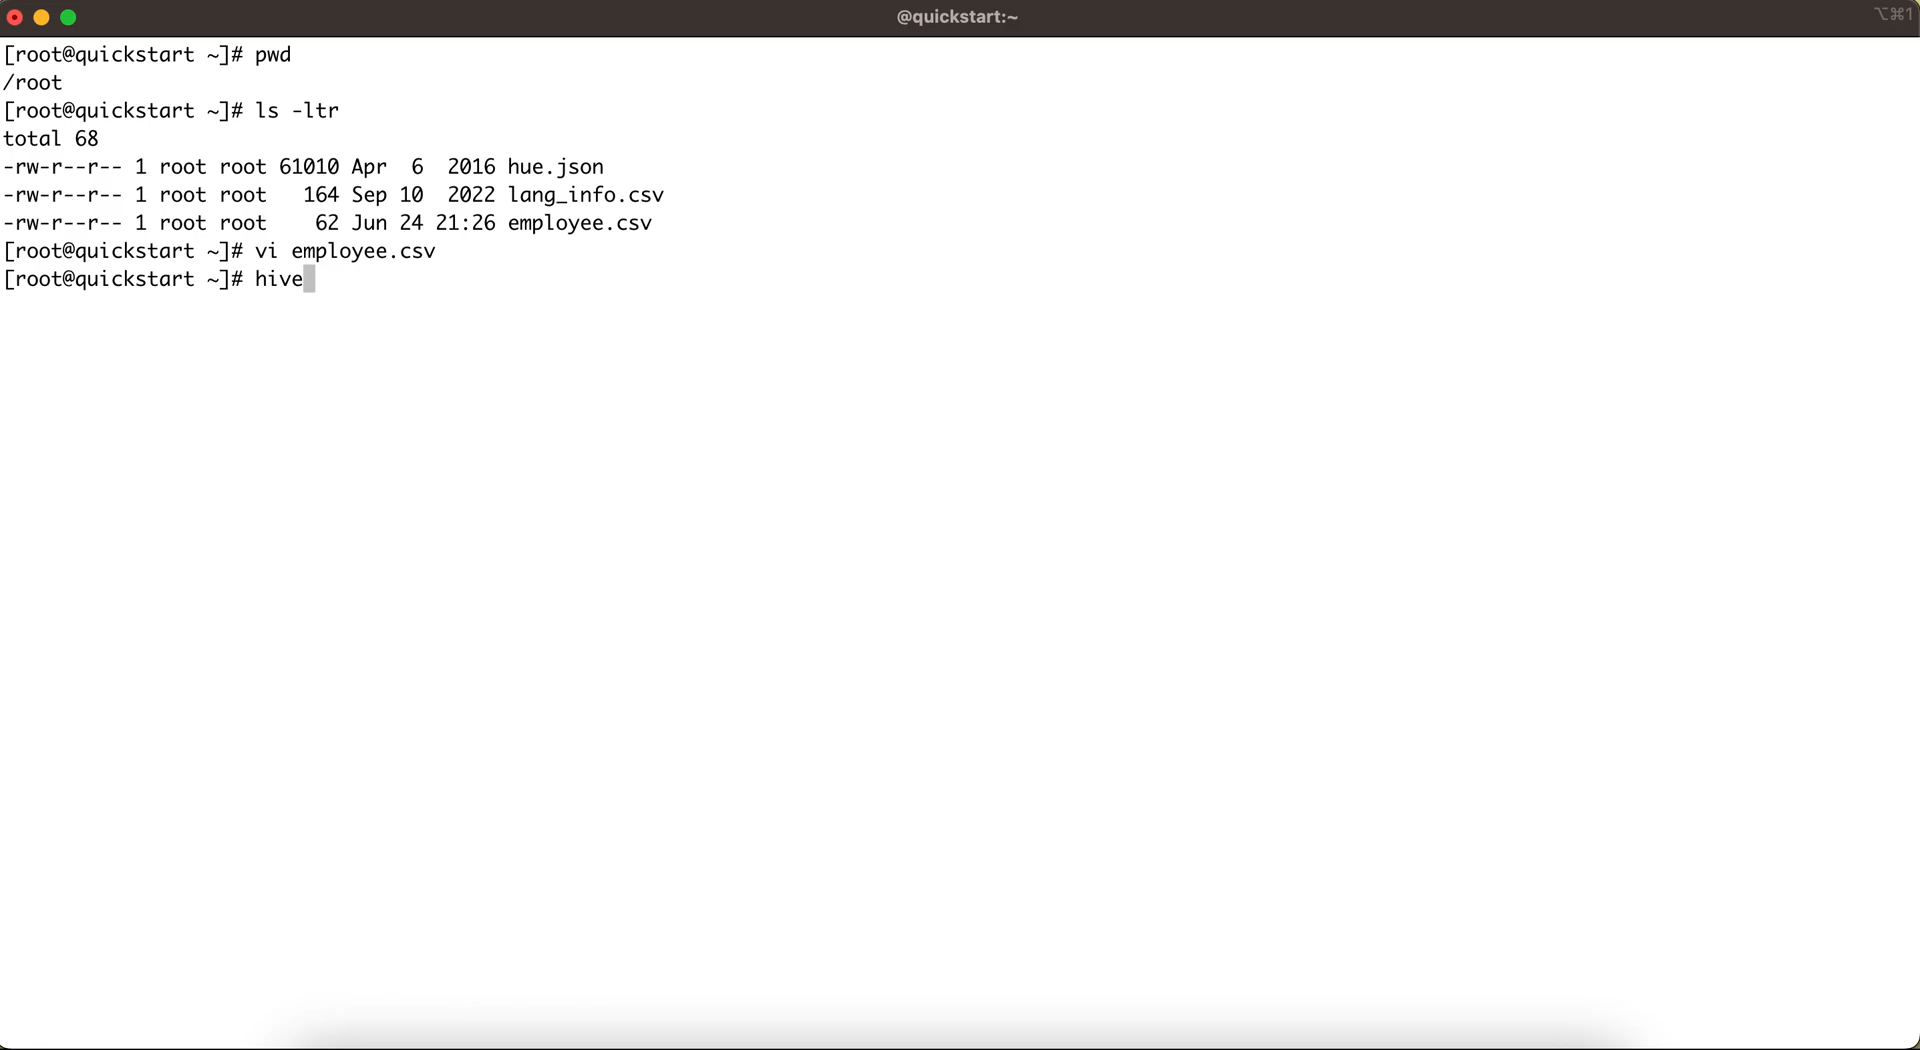 @quickstart:~
⌥⌘1
[root@quickstart ~]# pwd
/root
[root@quickstart ~]# ls -ltr
total 68
-rw-r--r-- 1 root root 61010 Apr  6  2016 hue.json
-rw-r--r-- 1 root root   164 Sep 10  2022 lang_info.csv
-rw-r--r-- 1 root root    62 Jun 24 21:26 employee.csv
[root@quickstart ~]# vi employee.csv
[root@quickstart ~]# hive